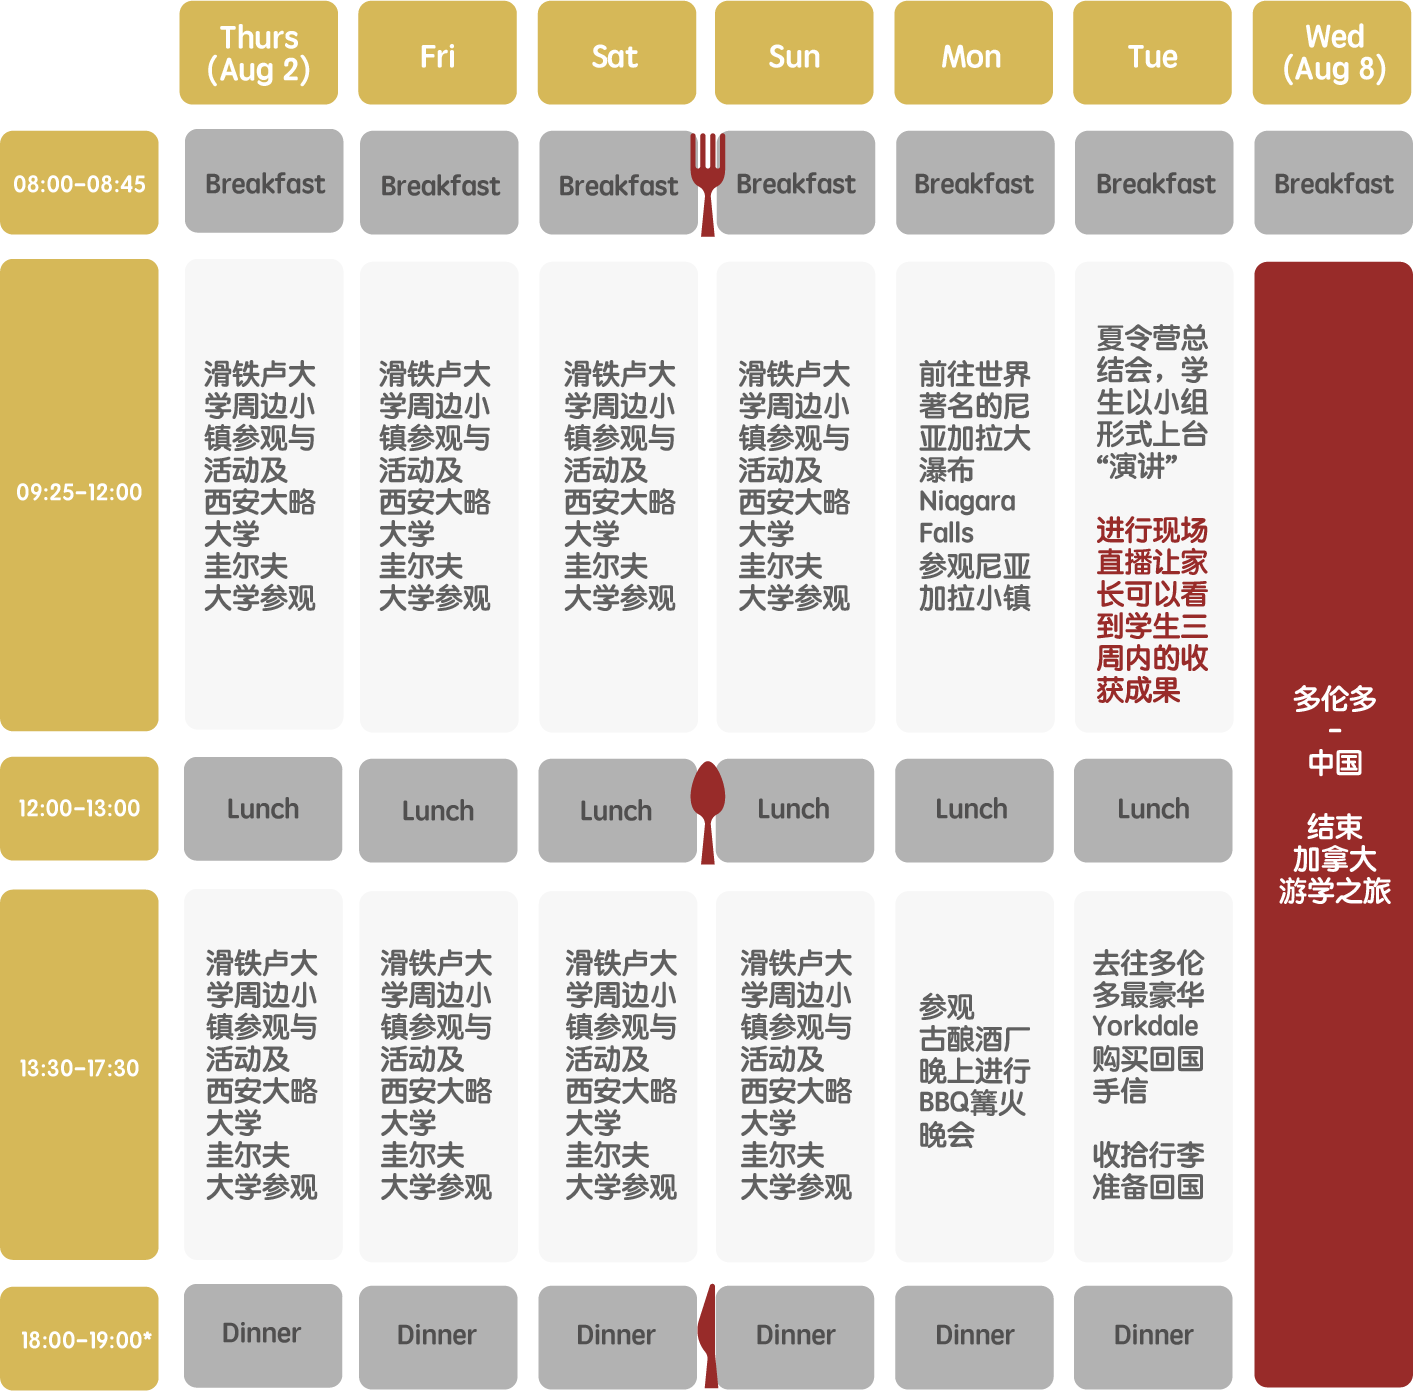 Thurs
(Aug 2)
Fri
Sat
Sun
Mon
Tue
Wed
(Aug 8)
08:00-08:45
Breakfast
Breakfast
Breakfast
Breakfast
Breakfast
Breakfast
Breakfast
09:25-12:00
滑铁卢大
学周边小
镇参观与
活动及
西安大略
大学
圭尔夫
大学参观
滑铁卢大
学周边小
镇参观与
活动及
西安大略
大学
圭尔夫
大学参观
滑铁卢大
学周边小
镇参观与
活动及
西安大略
大学
圭尔夫
大学参观
滑铁卢大
学周边小
镇参观与
活动及
西安大略
大学
圭尔夫
大学参观
前往世界
著名的尼
亚加拉大
瀑布
Niagara
Falls
参观尼亚
加拉小镇
夏令营总
结会，学
生以小组
形式上台
“演讲”
进行现场
直播让家
长可以看
到学生三
周内的收
获成果
多伦多
-
中国
结束
加拿大
游学之旅
12:00-13:00
Lunch
Lunch
Lunch
Lunch
Lunch
Lunch
13:30-17:30
滑铁卢大
学周边小
镇参观与
活动及
西安大略
大学
圭尔夫
大学参观
滑铁卢大
学周边小
镇参观与
活动及
西安大略
大学
圭尔夫
大学参观
滑铁卢大
学周边小
镇参观与
活动及
西安大略
大学
圭尔夫
大学参观
滑铁卢大
学周边小
镇参观与
活动及
西安大略
大学
圭尔夫
大学参观
参观
古酿酒厂
晚上进行
BBQ篝火
晚会
去往多伦
多最豪华
Yorkdale
购买回国
手信
收拾行李
准备回国
18:00-19:00*
Dinner
Dinner
Dinner
Dinner
Dinner
Dinner